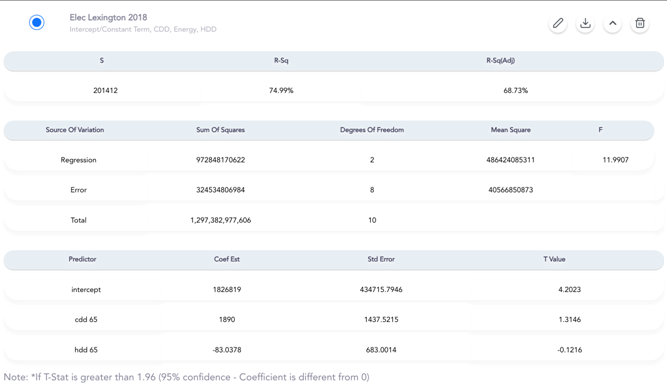 Elec Lexington 2018
Intercept/Constant Term, CDD, Energy, HDD
S R-Sq R-Sq(Adj)
201412 74.99% 68.73%
Source Of Variation Sum Of Squares Degrees Of Freedom Mean Square F
Regression 972848170622 2 486424085311 11.9907
Error 324534806984 8 40566850873
Total 1,297,382,977,606 10
Predictor Coef Est Std Error T Value
intercept 1826819 434715.7946 4.2023
cdd 65 1890 1437.5215 1.3146
hdd 65 -83.0378 683.0014 -0.1216
Note: *If T-Stat is greater than 1.96 (95% confidence - Coefficient is different from 0)